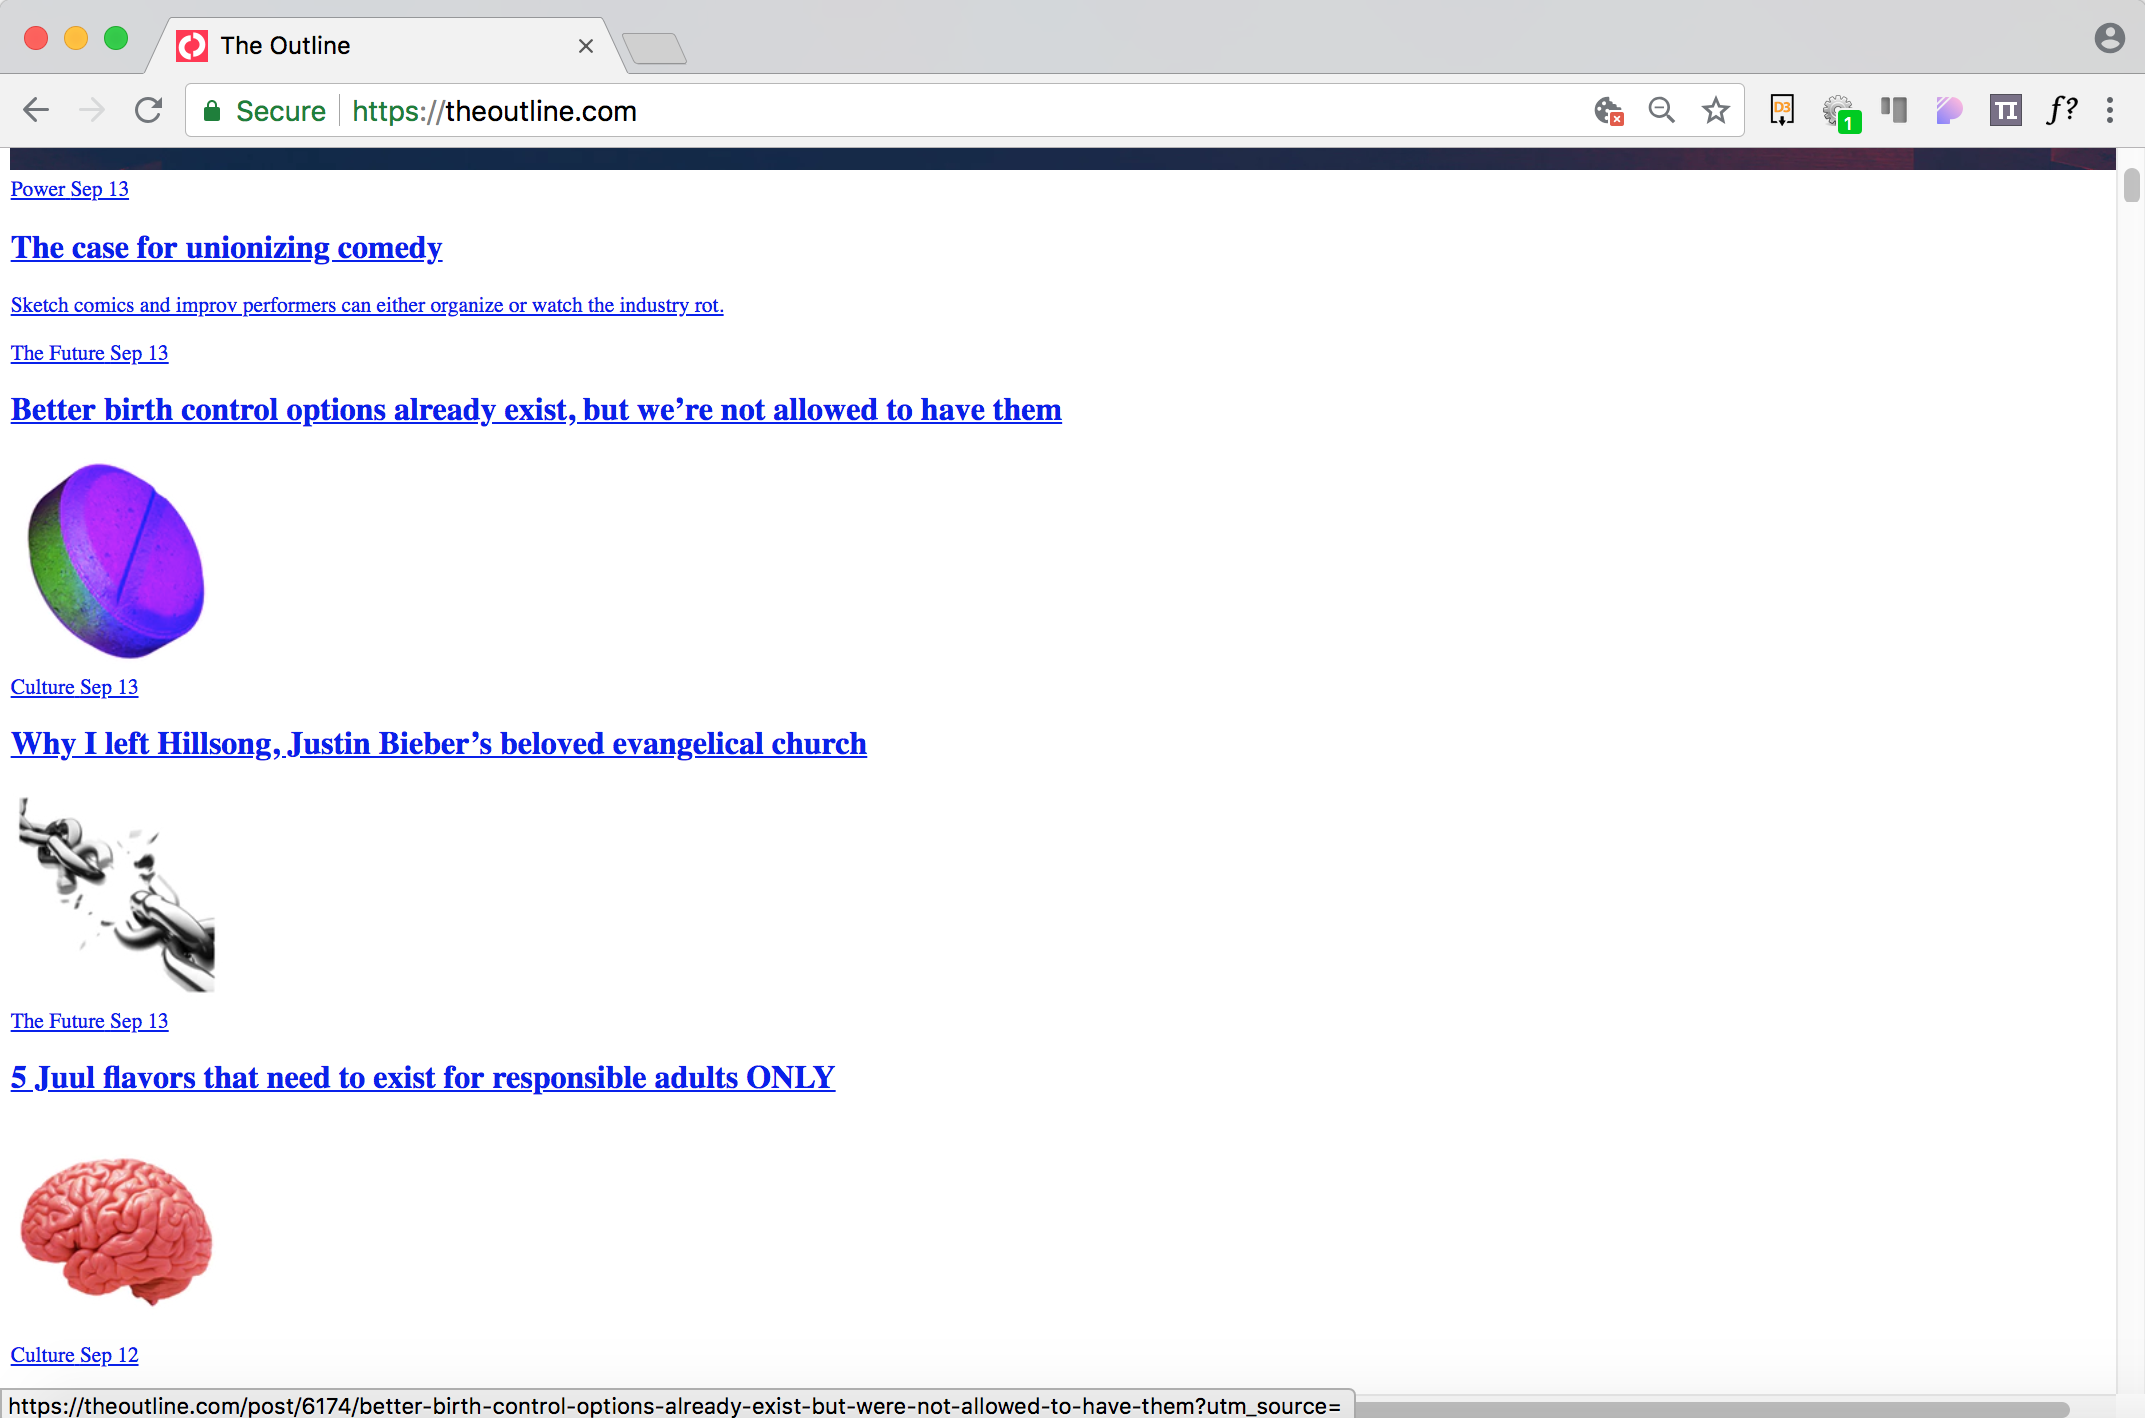 The Outline
Secure https://theoutline.com
D3
1
TI
f?
Power Sep 13
The case for unionizing comedy
Sketch comics and improv performers can either organize or watch the industry rot.
The Future Sep 13
Better birth control options already exist, but we’re not allowed to have them
Culture Sep 13
Why I left Hillsong, Justin Bieber’s beloved evangelical church
The Future Sep 13
5 Juul flavors that need to exist for responsible adults ONLY
Culture Sep 12
https://theoutline.com/post/6174/better-birth-control-options-already-exist-but-were-not-allowed-to-have-them?utm_source=